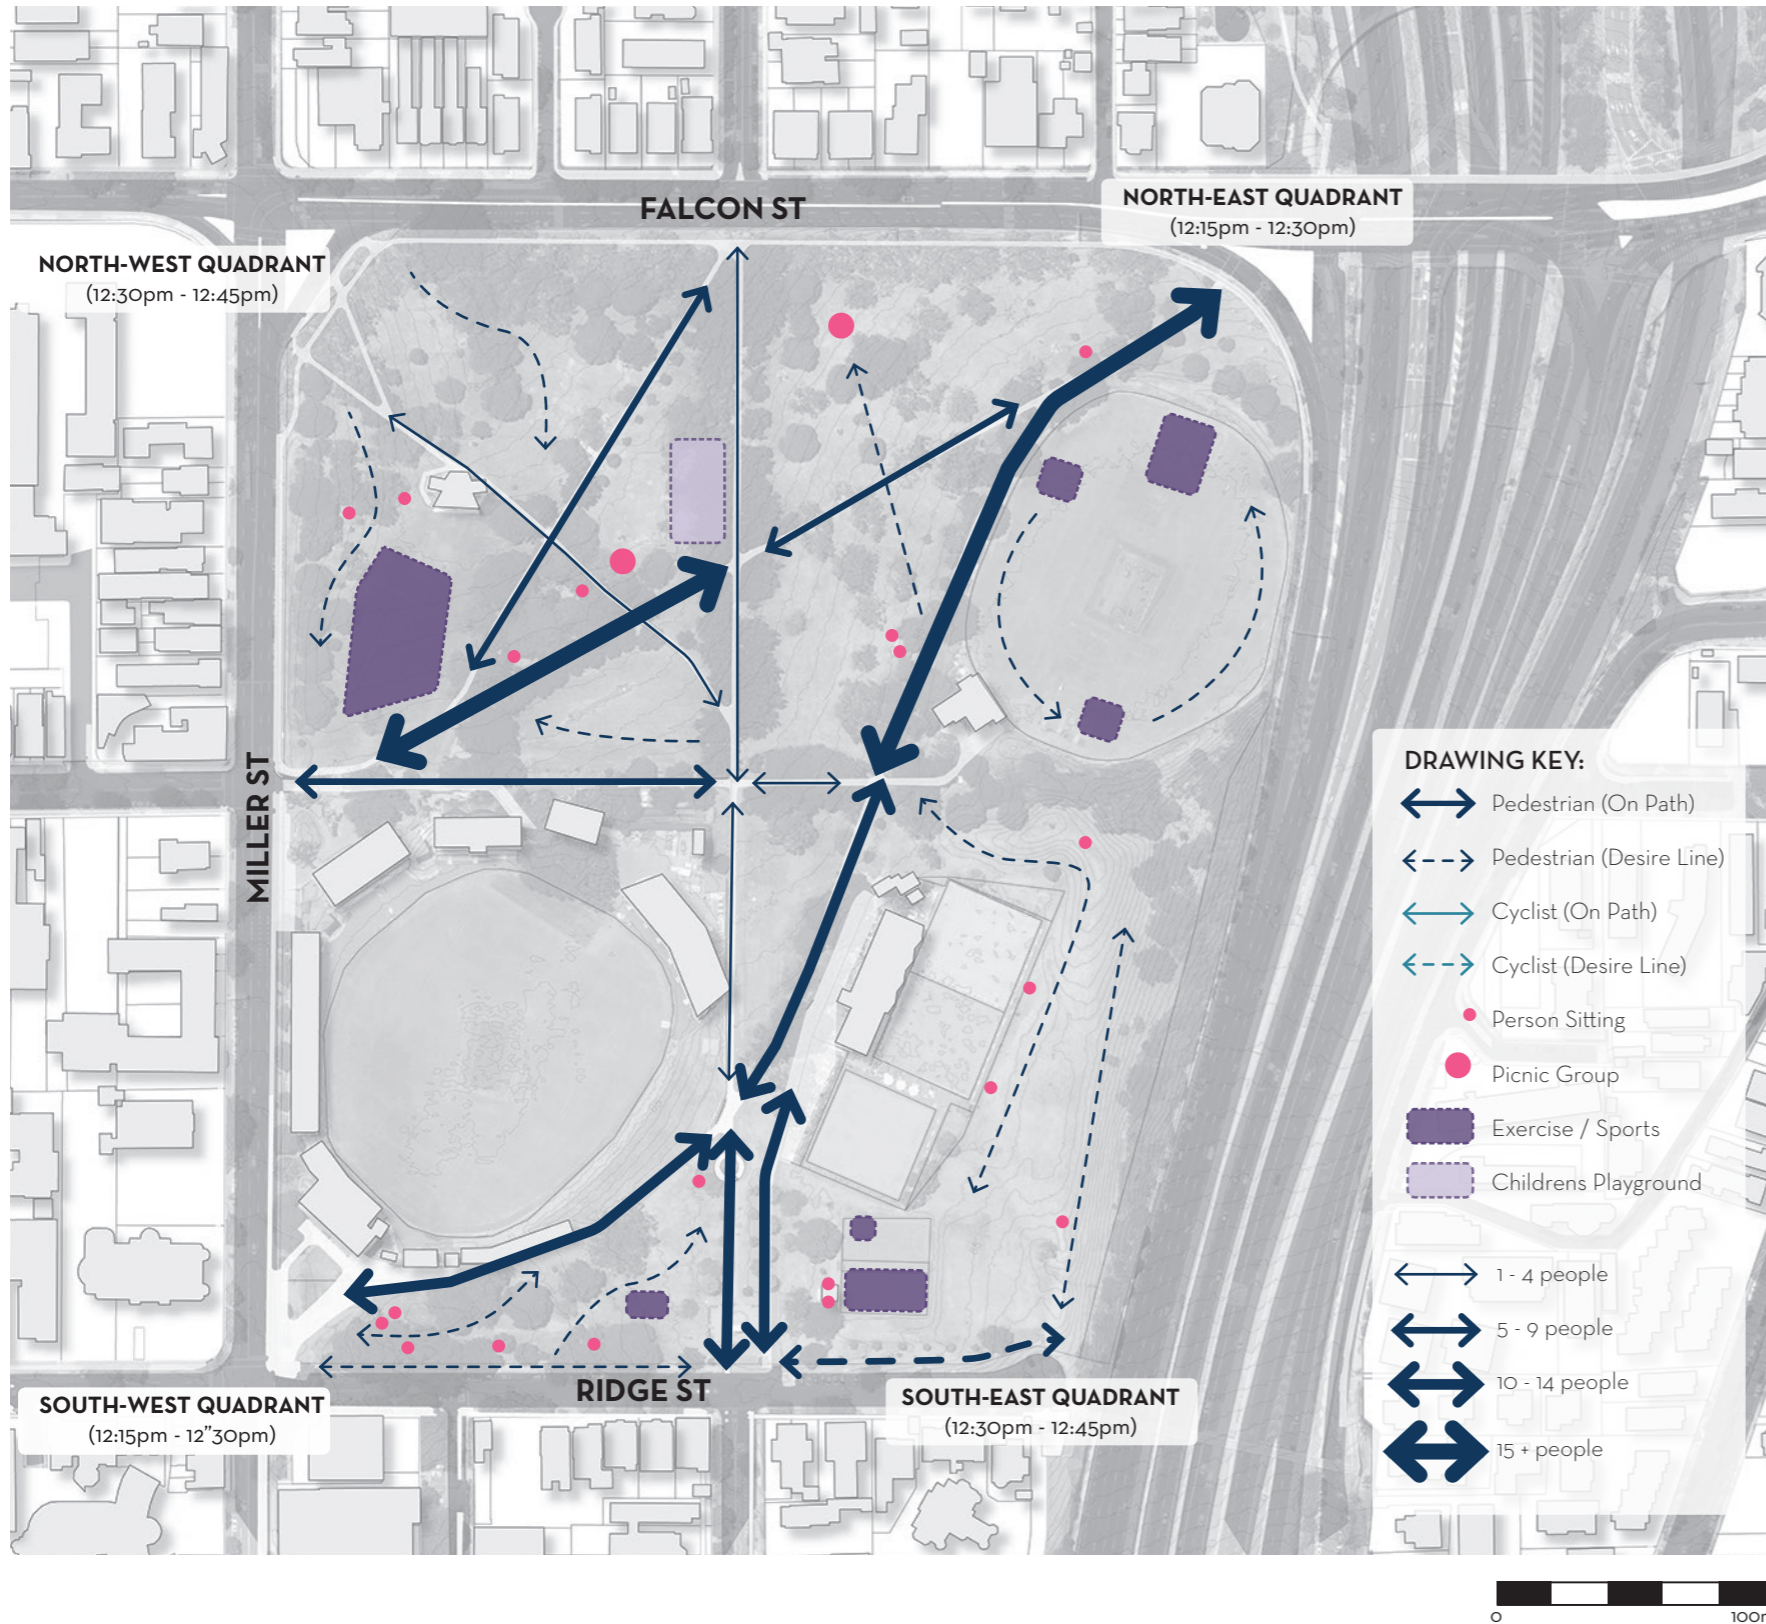 FALCON ST
NORTH-EAST QUADRANT
(12:15pm - 12:30pm)
NORTH-WEST QUADRANT
(12:30pm - 12:45pm)
MILLER ST
DRAWING KEY:
Pedestrian (On Path)
Pedestrian (Desire Line)
Cyclist (On Path)
Cyclist (Desire Line)
Person Sitting
Picnic Group
Exercise / Sports
Childrens Playground
1 - 4 people
5 - 9 people
10 - 14 people
15 + people
RIDGE ST
SOUTH-WEST QUADRANT
(12:15pm - 12"30pm)
SOUTH-EAST QUADRANT
(12:30pm - 12:45pm)
0